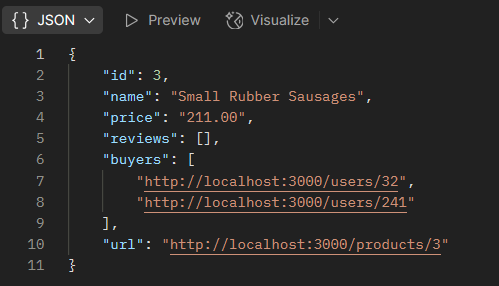 {} JSON Preview Visualize
1 {
2 "id": 3,
3 "name": "Small Rubber Sausages",
4 "price": "211.00",
5 "reviews": [],
6 "buyers": [
7 "http://localhost:3000/users/32",
8 "http://localhost:3000/users/241"
9 ],
10 "url": "http://localhost:3000/products/3"
11 }